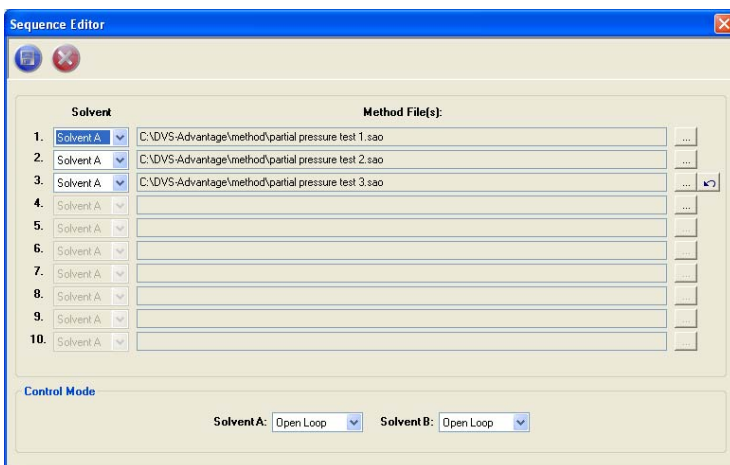 Sequence Editor
Solvent Method File(s):
1. Solvent A C:\DVS-Advantage\method\partial pressure test 1.sao ...
2. Solvent A C:\DVS-Advantage\method\partial pressure test 2.sao ...
3. Solvent A C:\DVS-Advantage\method\partial pressure test 3.sao ...
4. Solvent A ...
5. Solvent A ...
6. Solvent A ...
7. Solvent A ...
8. Solvent A ...
9. Solvent A ...
10. Solvent A ...
Control Mode
Solvent A: Open Loop Solvent B: Open Loop